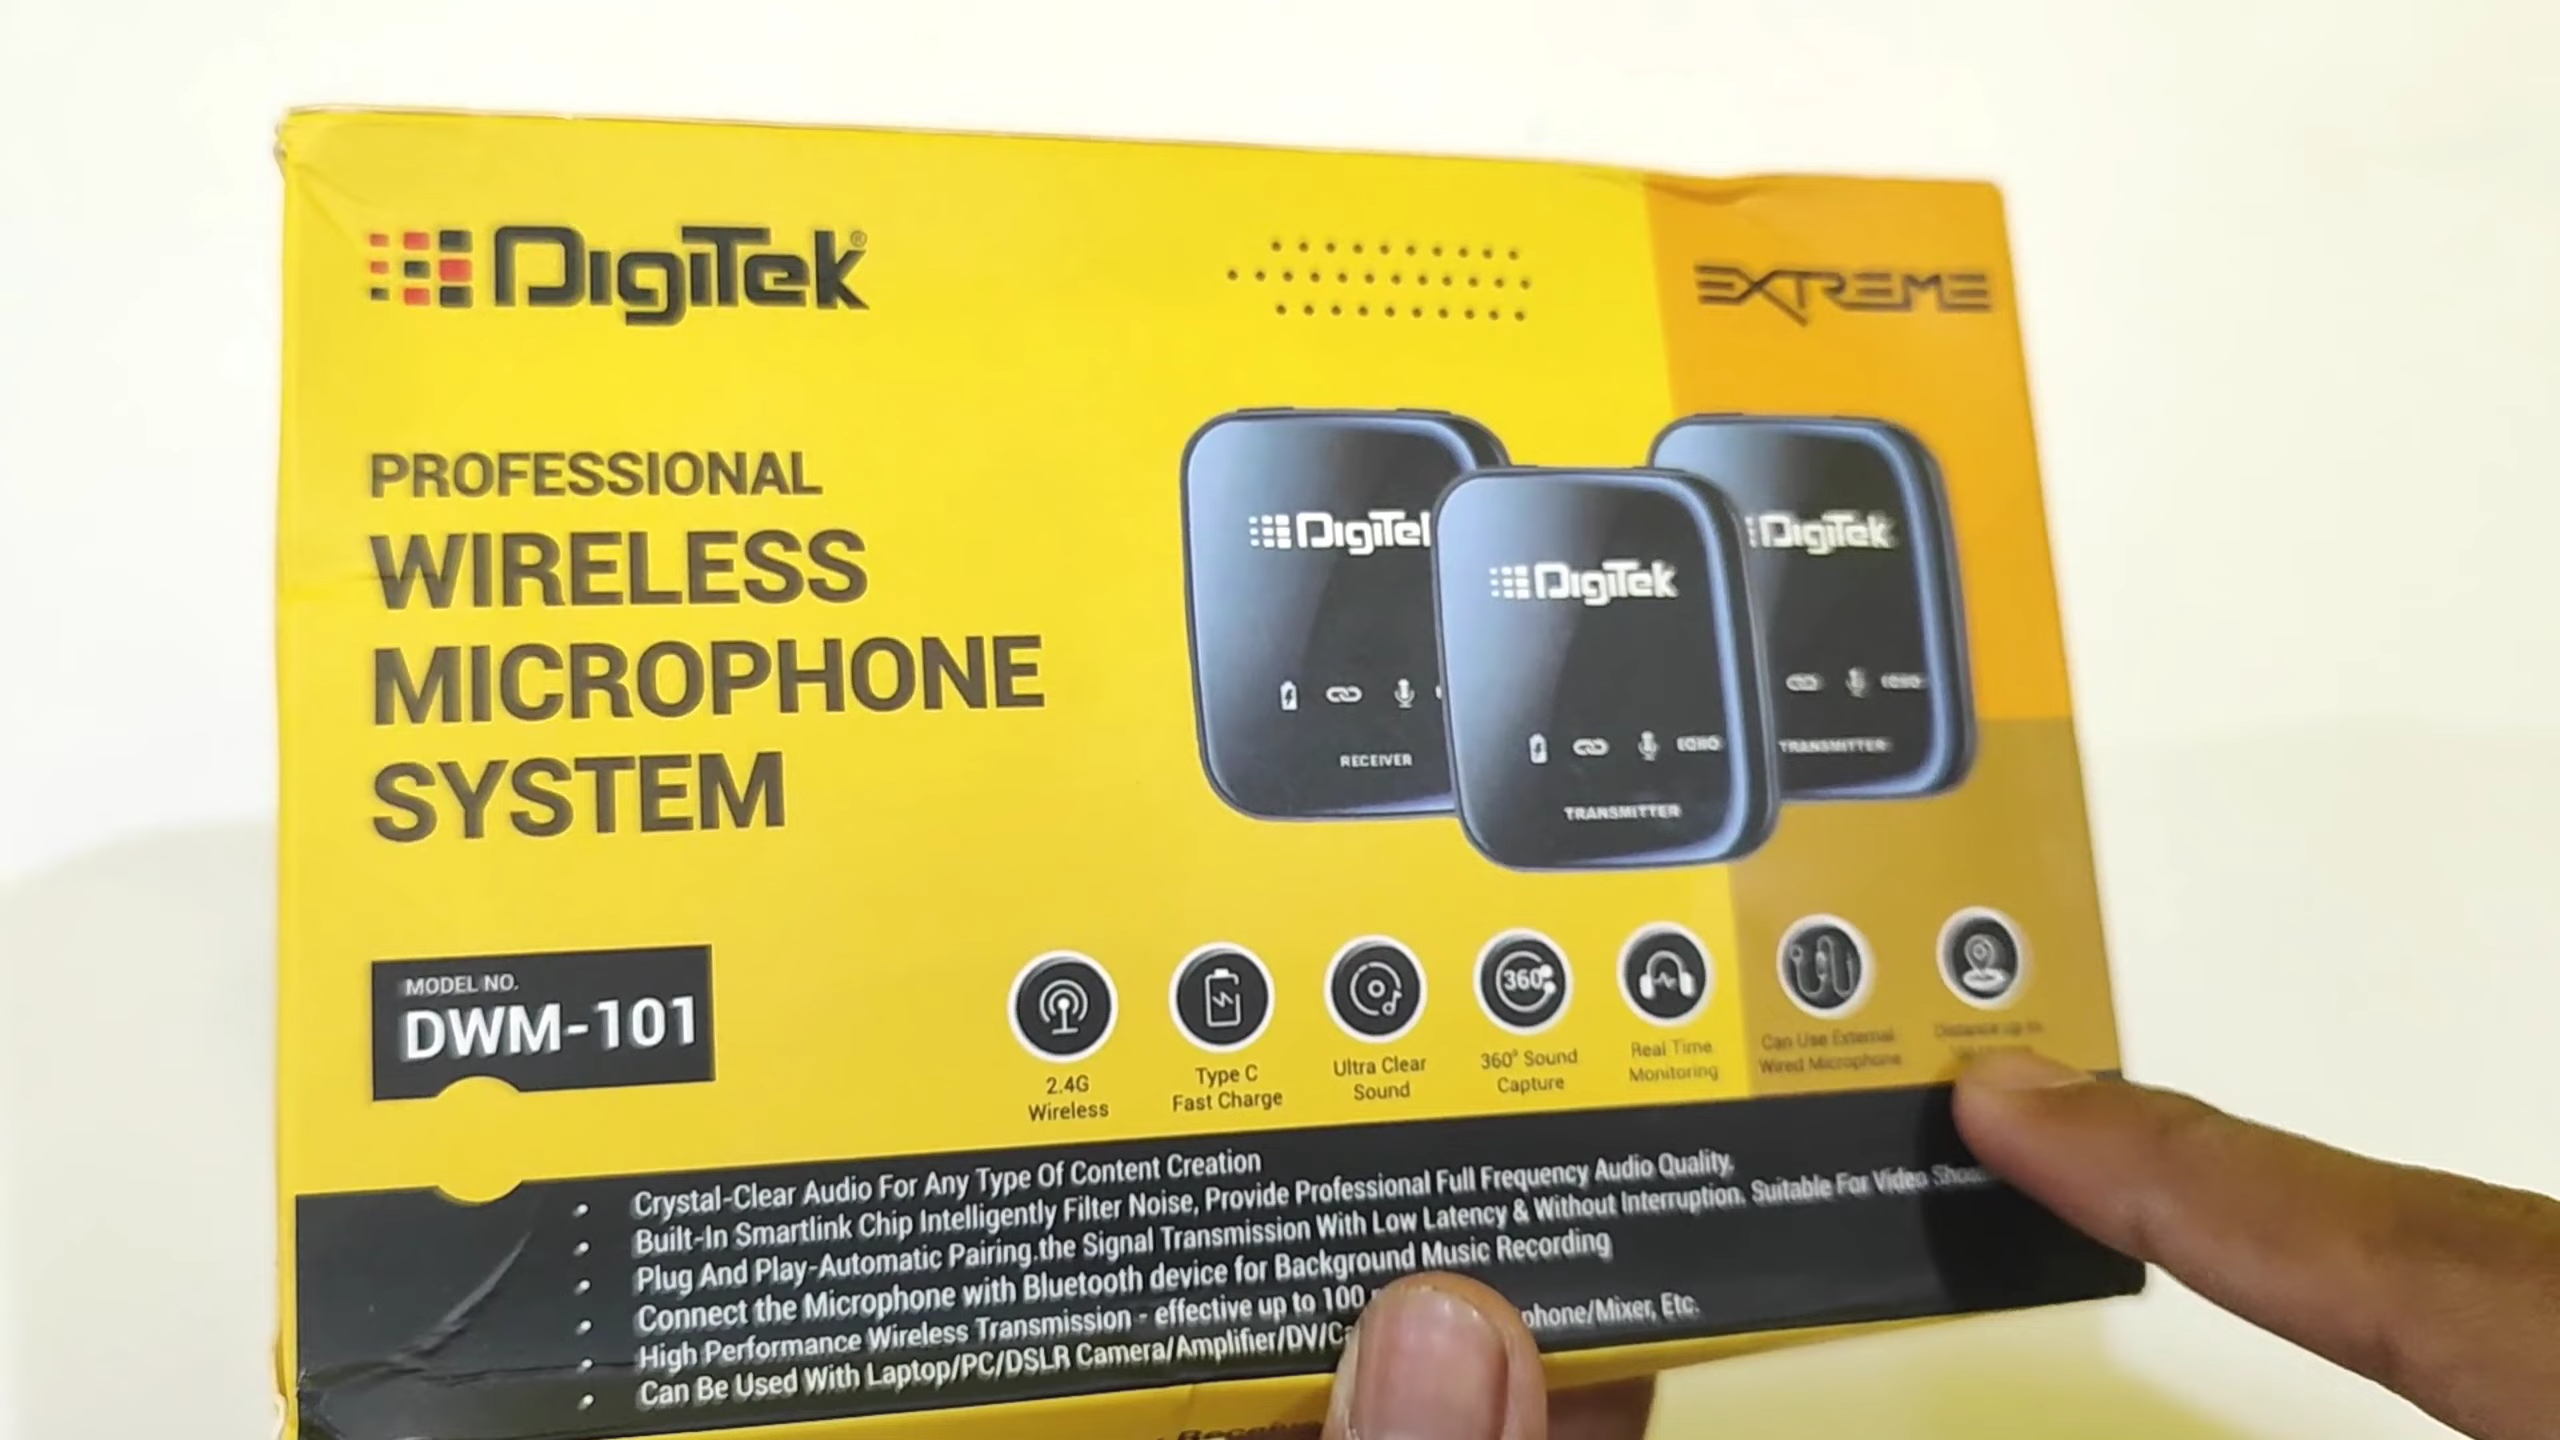 DigiTek®
EXTREME
PROFESSIONAL
WIRELESS
MICROPHONE
SYSTEM
DigiTek
RECEIVER
DigiTek
ECHO
TRANSMITTER
DigiTek
ECHO
TRANSMITTER
MODEL NO.
DWM-101
2.4G
Wireless
Type C
Fast Charge
Ultra Clear
Sound
360
360° Sound
Capture
Real Time
Monitoring
Can Use External
Wired Microphone
Distance up to
• Crystal-Clear Audio For Any Type Of Content Creation
• Built-In Smartlink Chip Intelligently Filter Noise, Provide Professional Full Frequency Audio Quality.
• Plug And Play-Automatic Pairing.the Signal Transmission With Low Latency & Without Interruption. Suitable For Video
• Connect the Microphone with Bluetooth device for Background Music Recording
• High Performance Wireless Transmission - effective up to 100
• Can Be Used With Laptop/PC/DSLR Camera/Amplifier/DV/ phone/Mixer, Etc.